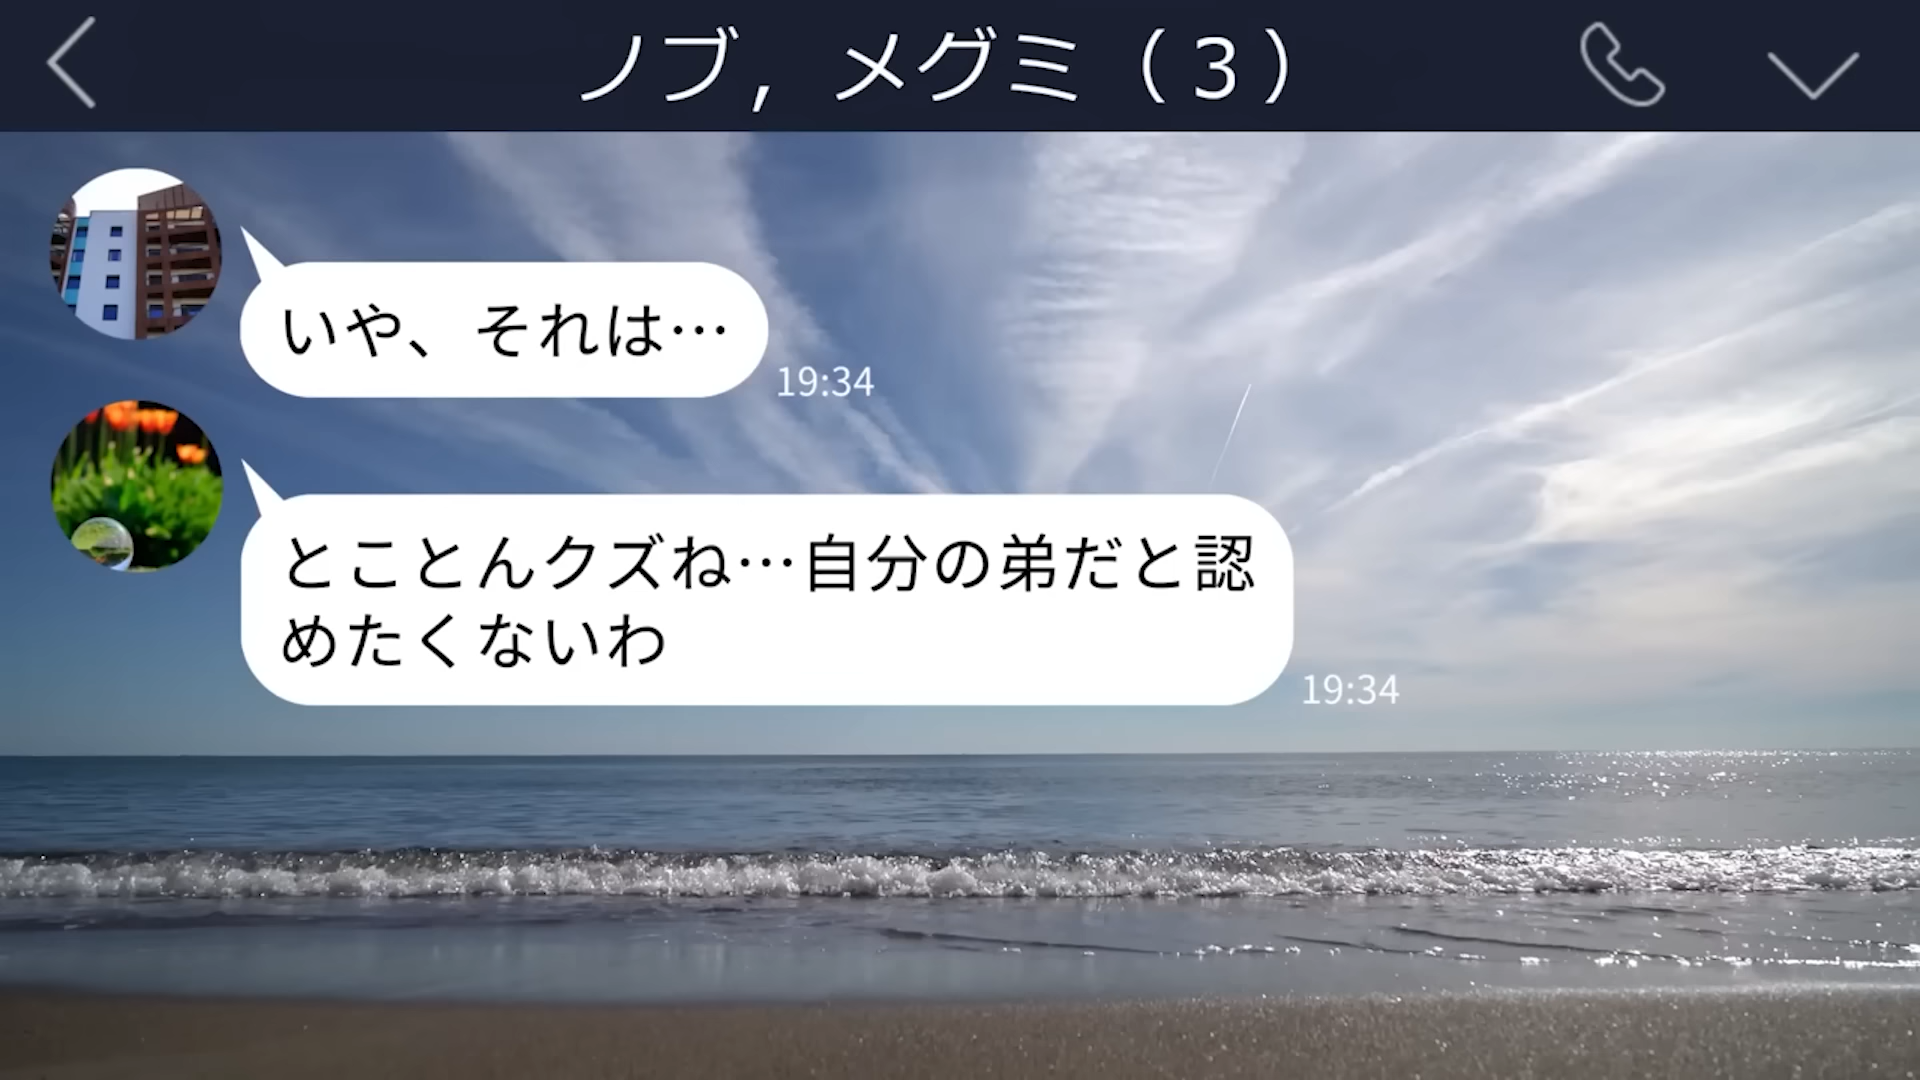 ノブ，メグミ（３）
いや、それは…
19:34
とことんクズね…自分の弟だと認
めたくないわ
19:34